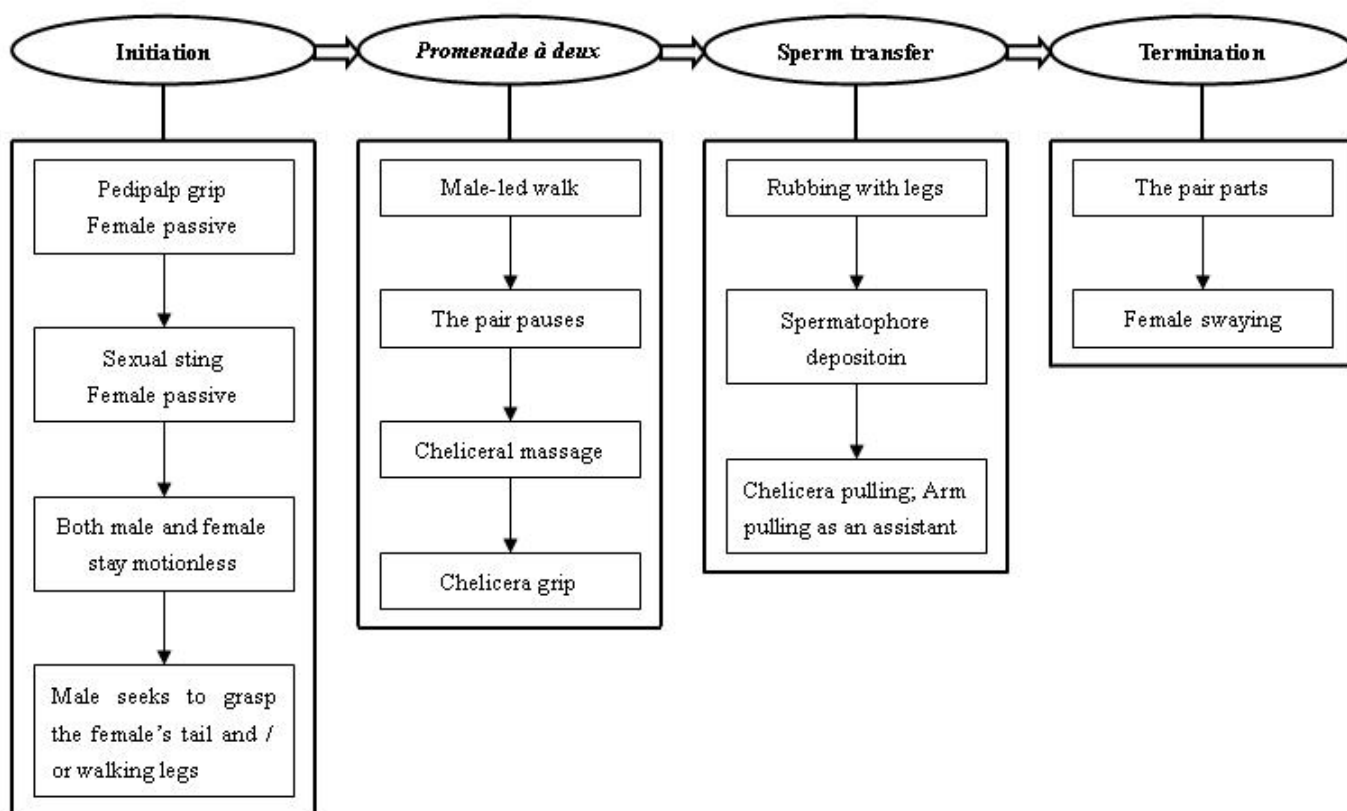 Initiation
Promenade à deux
Sperm transfer
Termination
Pedipalp grip
Female passive
Sexual sting
Female passive
Both male and female
stay motionless
Male seeks to grasp
the female’s tail and /
or walking legs
Male-led walk
The pair pauses
Cheliceral massage
Chelicera grip
Rubbing with legs
Spermatophore
depositoin
Chelicera pulling; Arm
pulling as an assistant
The pair parts
Female swaying